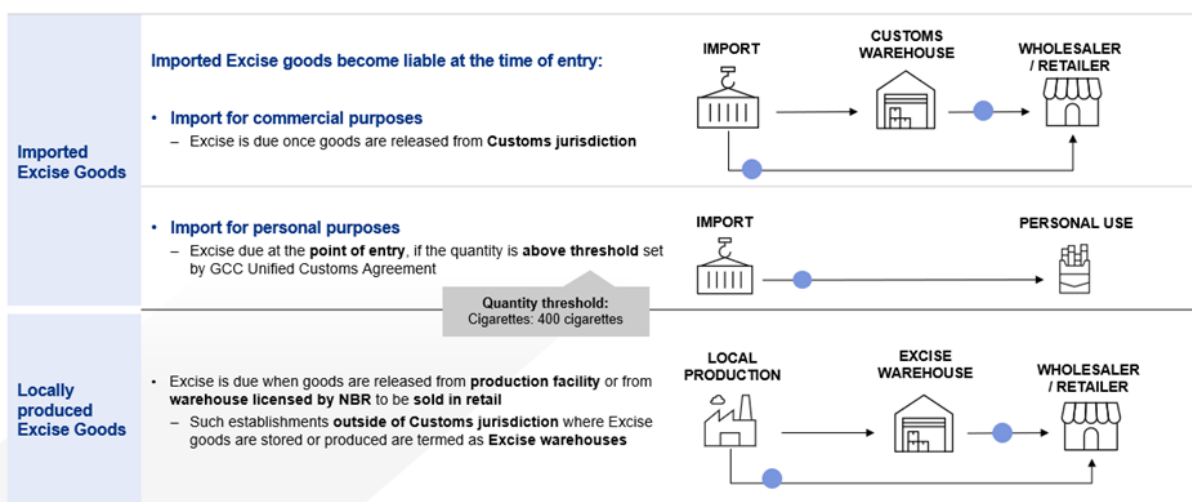 Imported
Excise Goods
Imported Excise goods become liable at the time of entry:
• Import for commercial purposes
– Excise is due once goods are released from Customs jurisdiction
IMPORT
CUSTOMS
WAREHOUSE
WHOLESALER
/ RETAILER
• Import for personal purposes
– Excise due at the point of entry, if the quantity is above threshold set
by GCC Unified Customs Agreement
IMPORT
PERSONAL USE
Quantity threshold:
Cigarettes: 400 cigarettes
Locally
produced
Excise Goods
• Excise is due when goods are released from production facility or from
warehouse licensed by NBR to be sold in retail
– Such establishments outside of Customs jurisdiction where Excise
goods are stored or produced are termed as Excise warehouses
LOCAL
PRODUCTION
EXCISE
WAREHOUSE
WHOLESALER
/ RETAILER